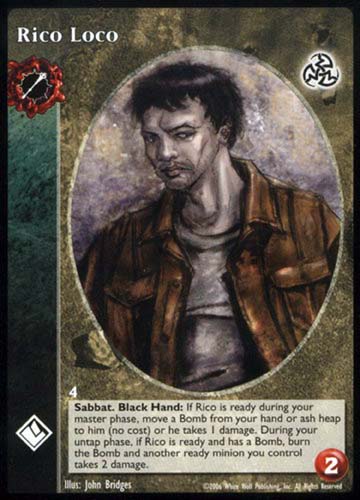 Rico Loco
4
Sabbat. Black Hand: If Rico is ready during your
master phase, move a Bomb from your hand or ash heap
to him (no cost) or he takes 1 damage. During your
untap phase, if Rico is ready and has a Bomb, burn
the Bomb and another ready minion you control
takes 2 damage.
2
Illus: John Bridges
©2006 White Wolf Publishing, Inc. All Rights Reserved